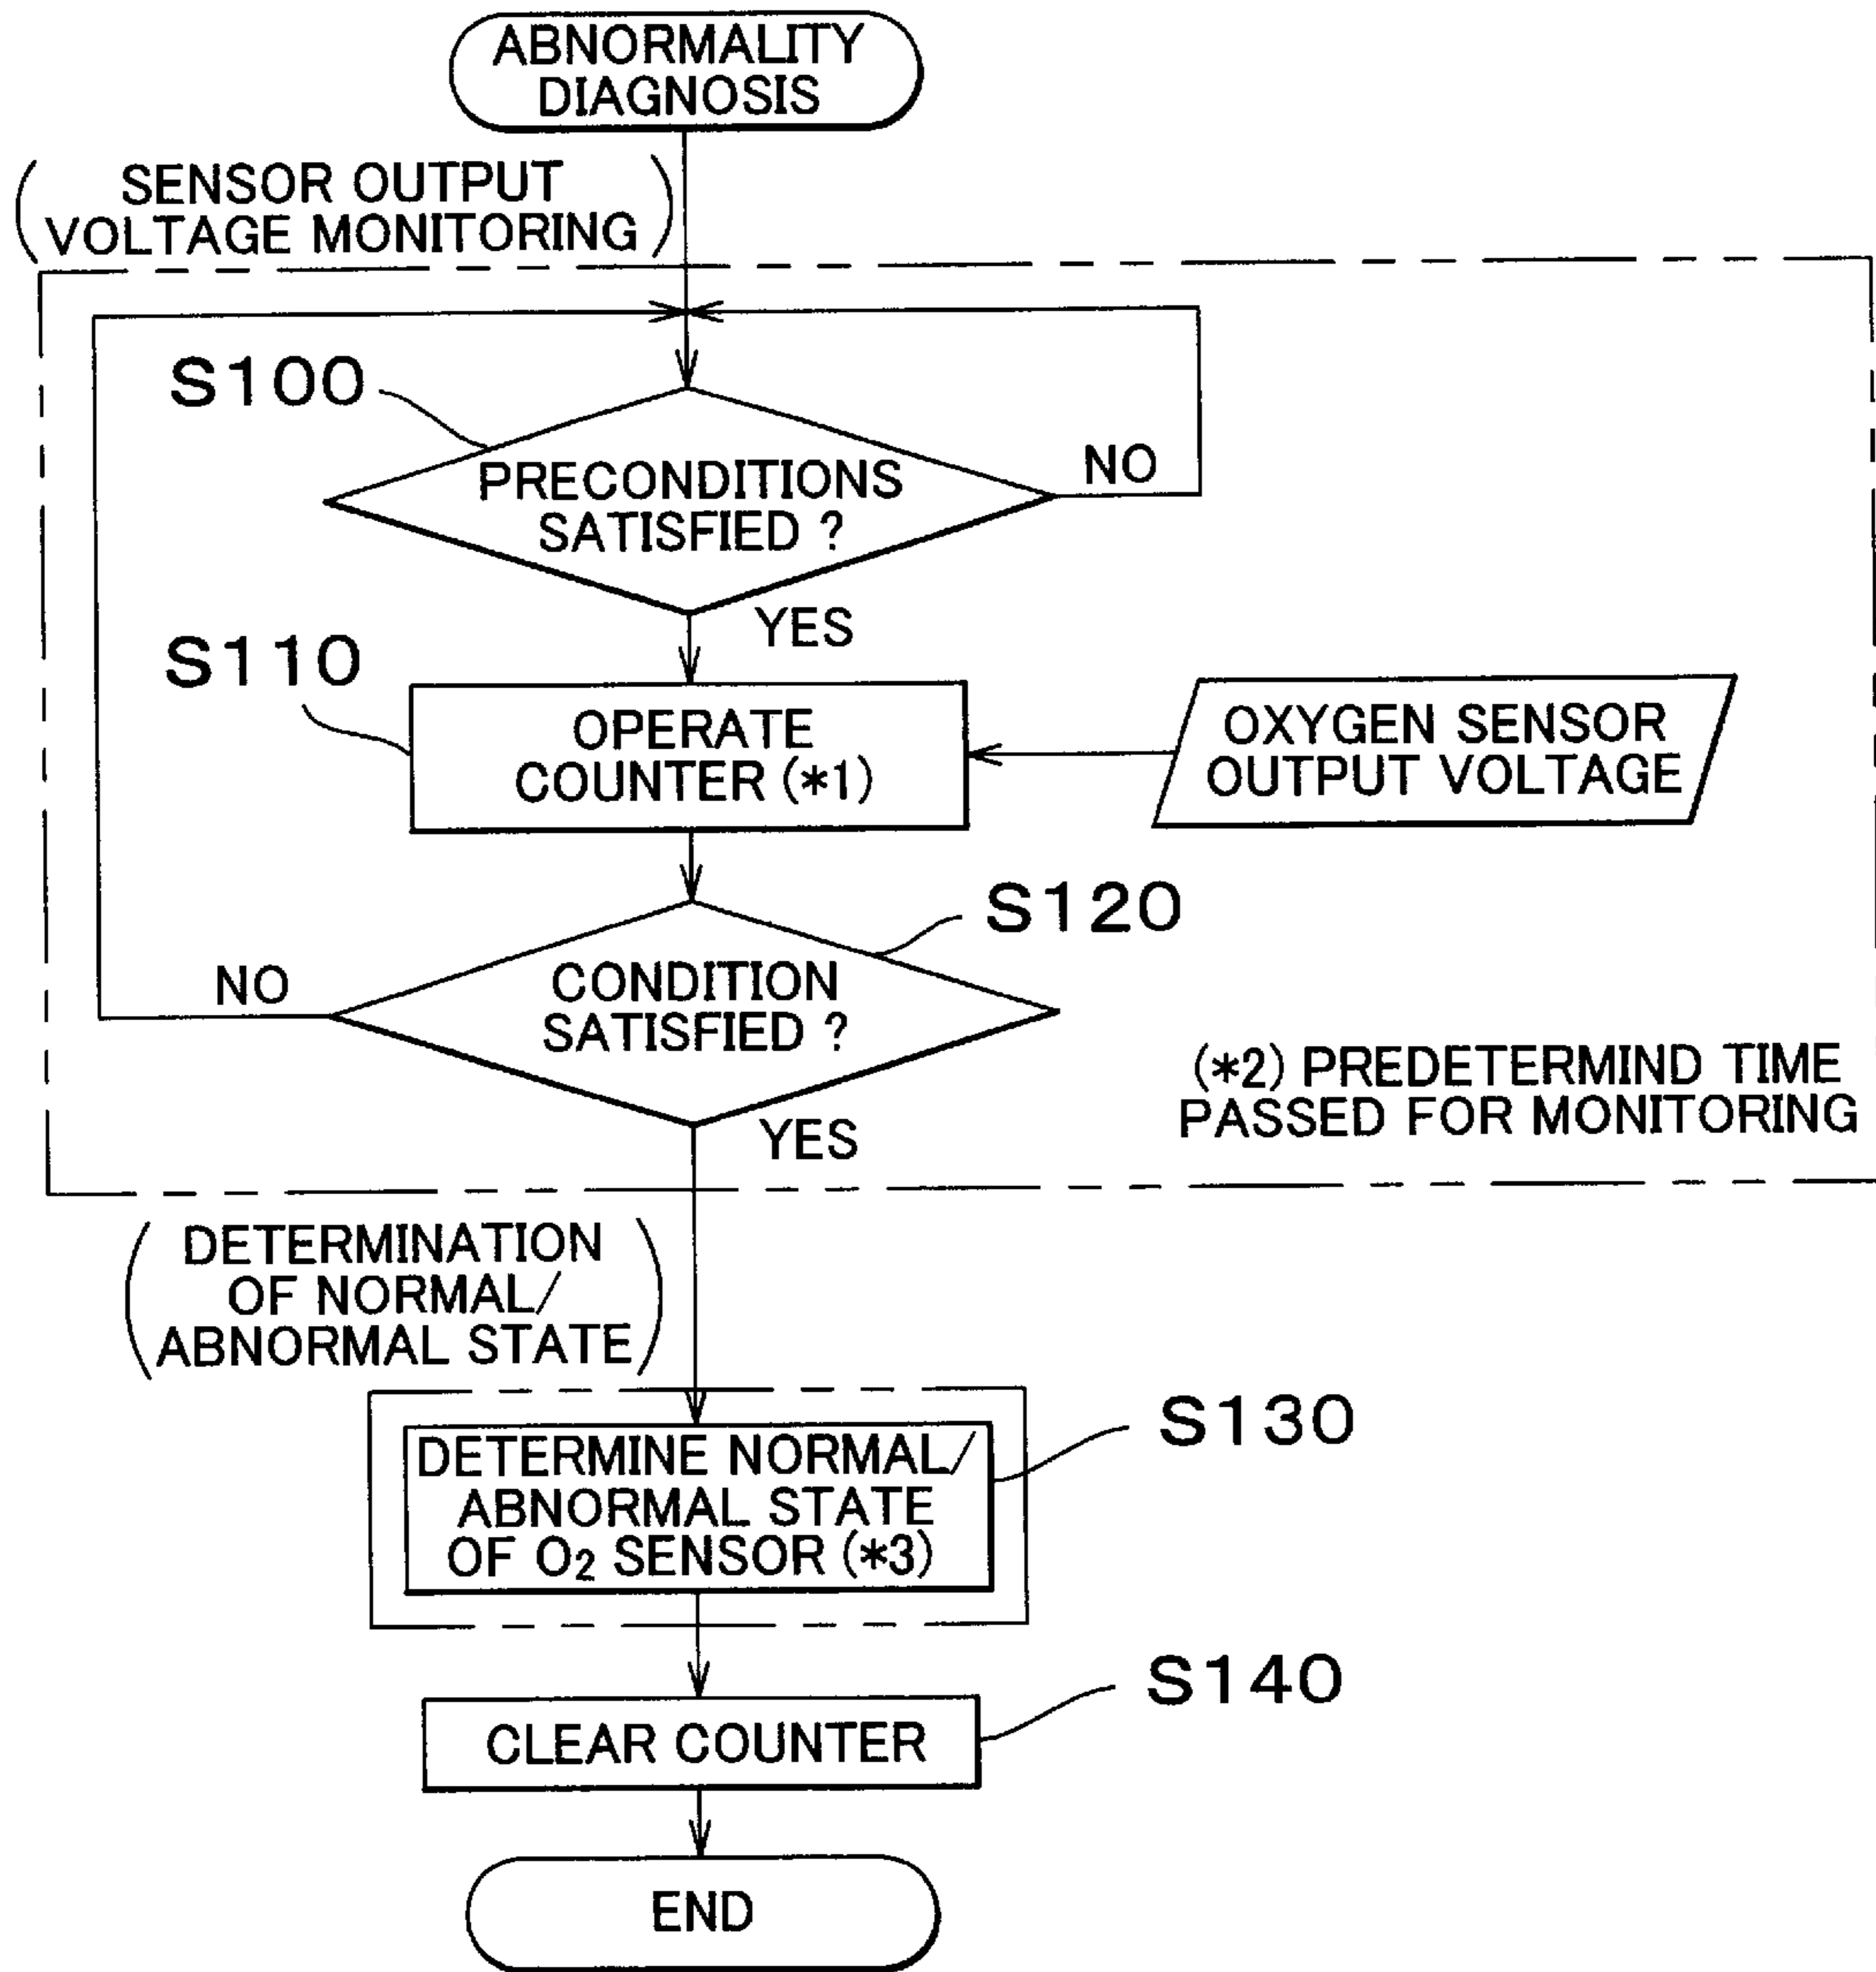 ABNORMALITY
DIAGNOSIS
( SENSOR OUTPUT
VOLTAGE MONITORING )
S100
PRECONDITIONS
SATISFIED ?
NO
YES
S110
OPERATE
COUNTER (*1)
OXYGEN SENSOR
OUTPUT VOLTAGE
S120
CONDITION
SATISFIED ?
NO
(*2) PREDETERMIND TIME
PASSED FOR MONITORING
YES
( DETERMINATION
OF NORMAL/
ABNORMAL STATE )
S130
DETERMINE NORMAL/
ABNORMAL STATE
OF O₂ SENSOR (*3)
S140
CLEAR COUNTER
END